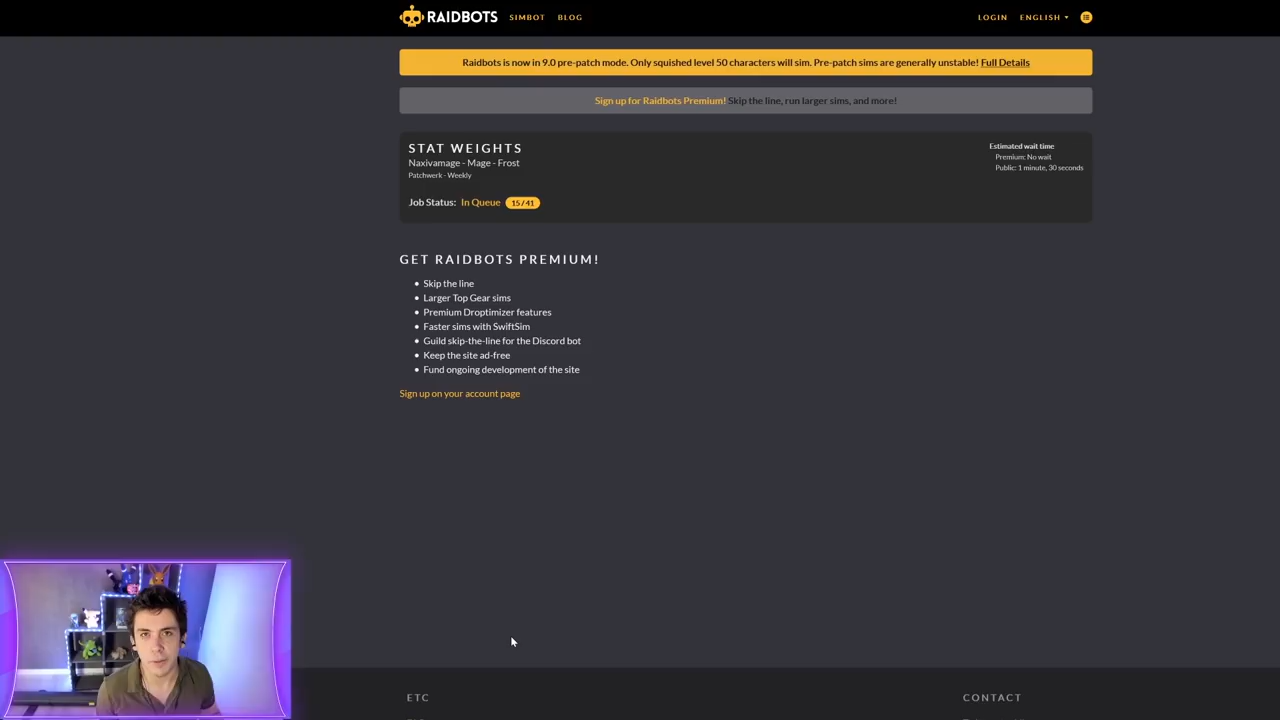 RAIDBOTS SIMBOT BLOG LOGIN ENGLISH
Raidbots is now in 9.0 pre-patch mode. Only squished level 50 characters will sim. Pre-patch sims are generally unstable! Full Details
Sign up for Raidbots Premium! Skip the line, run larger sims, and more!
STAT WEIGHTS
Naxivamage - Mage - Frost
Patchwerk - Weekly
Job Status: In Queue 15/41
Estimated wait time
Premium: No wait
Public: 1 minute, 30 seconds
GET RAIDBOTS PREMIUM!
• Skip the line
• Larger Top Gear sims
• Premium Droptimizer features
• Faster sims with SwiftSim
• Guild skip-the-line for the Discord bot
• Keep the site ad-free
• Fund ongoing development of the site
Sign up on your account page
ETC
CONTACT